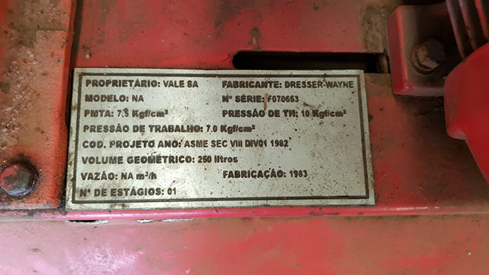 PROPRIETÁRIO: VALE SA FABRICANTE: DRESSER-WAYNE
MODELO: NA Nº SÉRIE: F070653
PMTA: 7.5 Kgf/cm² PRESSÃO DE TH: 10 Kgf/cm²
PRESSÃO DE TRABALHO: 7.0 Kgf/cm²
COD. PROJETO ANO: ASME SEC VIII DIV01 1982
VOLUME GEOMÉTRICO: 250 litros
VAZÃO: NA m³/h FABRICAÇÃO: 1983
Nº DE ESTÁGIOS: 01